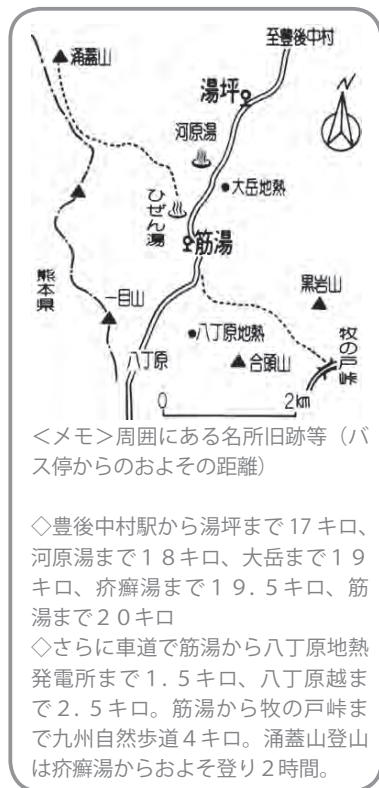 至豊後中村
涌蓋山
湯坪
N
河原湯
大岳地熱
ひぜん湯
筋湯
熊本県
一目山
黒岩山
八丁原地熱
八丁原
合頭山
牧の戸峠
0 2km
<メモ>周囲にある名所旧跡等（バ
ス停からのおよその距離）
◇豊後中村駅から湯坪まで 17 キロ、
河原湯まで１８キロ、大岳まで１９
キロ、疥癬湯まで１９. ５キロ、筋
湯まで２０キロ
◇さらに車道で筋湯から八丁原地熱
発電所まで１. ５キロ、八丁原越ま
で２. ５キロ。筋湯から牧の戸峠ま
で九州自然歩道４キロ。涌蓋山登山
は疥癬湯からおよそ登り２時間。